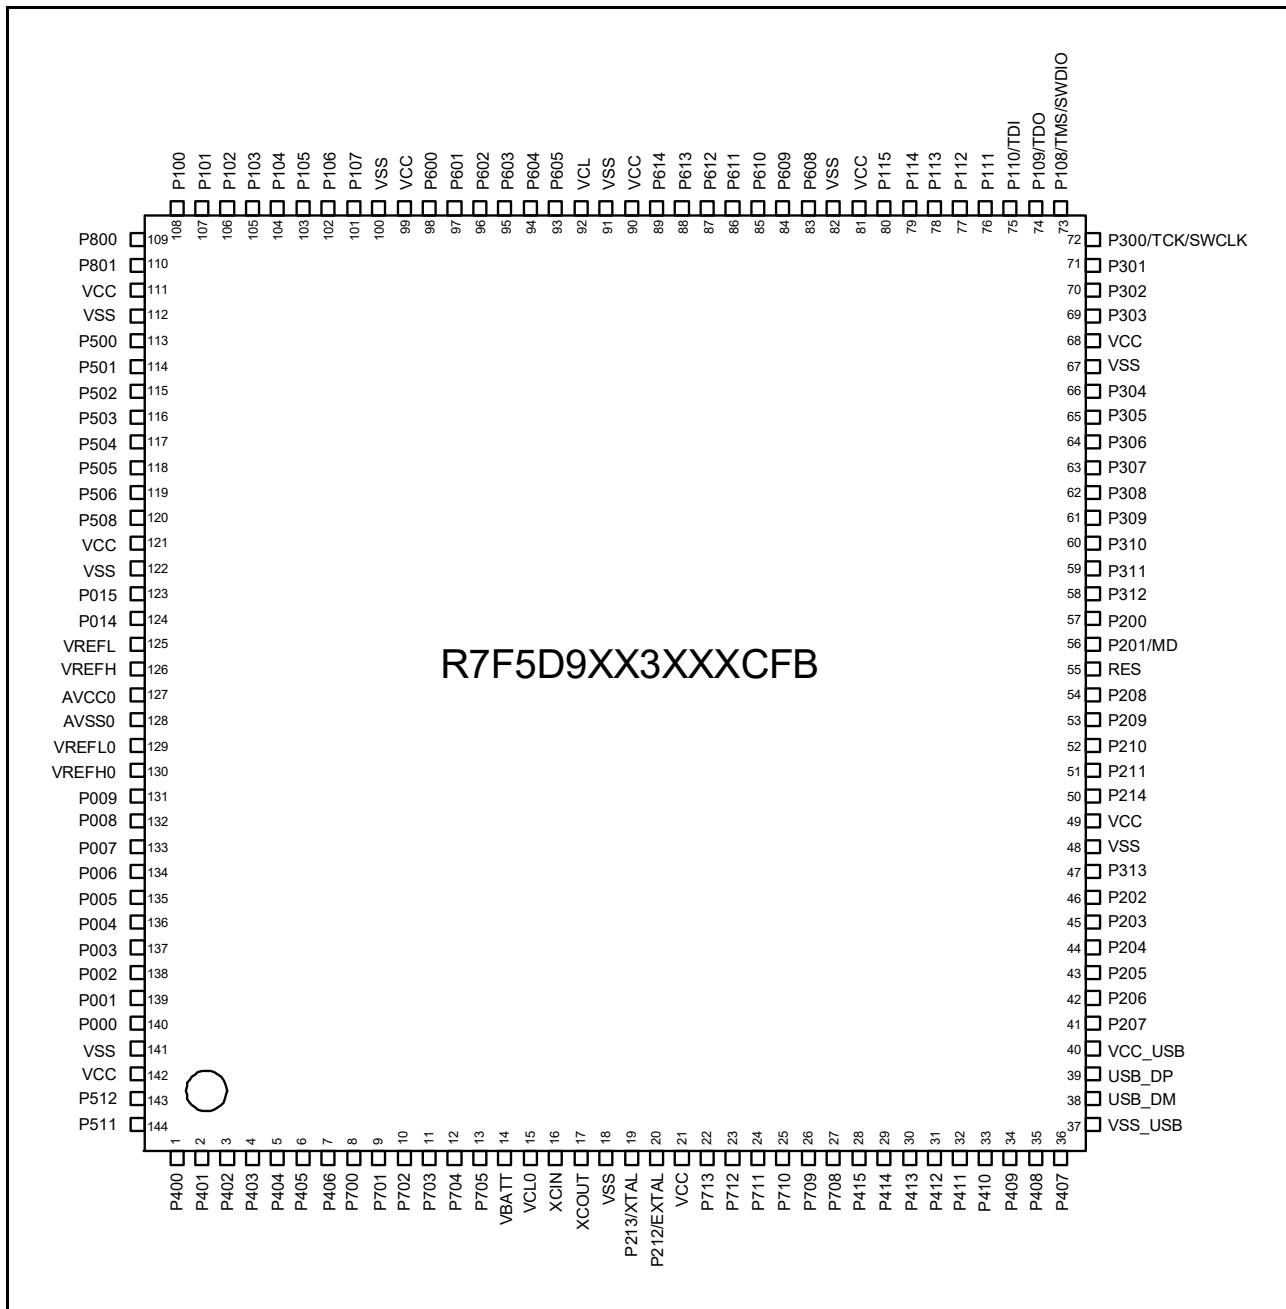 P100 P101 P102 P103 P104 P105 P106 P107 VSS VCC P600 P601 P602 P603 P604 P605 VCL VSS VCC P614 P613 P612 P611 P610 P609 P608 VSS VCC P115 P114 P113 P112 P111 P110/TDI P109/TDO P108/TMS/SWDIO
108 107 106 105 104 103 102 101 100 99 98 97 96 95 94 93 92 91 90 89 88 87 86 85 84 83 82 81 80 79 78 77 76 75 74 73
P800 109 72 P300/TCK/SWCLK
P801 110 71 P301
VCC 111 70 P302
VSS 112 69 P303
P500 113 68 VCC
P501 114 67 VSS
P502 115 66 P304
P503 116 65 P305
P504 117 64 P306
P505 118 63 P307
P506 119 62 P308
P508 120 61 P309
VCC 121 60 P310
VSS 122 59 P311
P015 123 58 P312
P014 124 57 P200
VREFL 125 56 P201/MD
R7F5D9XX3XXXCFB
VREFH 126 55 RES
AVCC0 127 54 P208
AVSS0 128 53 P209
VREFL0 129 52 P210
VREFH0 130 51 P211
P009 131 50 P214
P008 132 49 VCC
P007 133 48 VSS
P006 134 47 P313
P005 135 46 P202
P004 136 45 P203
P003 137 44 P204
P002 138 43 P205
P001 139 42 P206
P000 140 41 P207
VSS 141 40 VCC_USB
VCC 142 39 USB_DP
P512 143 38 USB_DM
P511 144 37 VSS_USB
1 2 3 4 5 6 7 8 9 10 11 12 13 14 15 16 17 18 19 20 21 22 23 24 25 26 27 28 29 30 31 32 33 34 35 36
P400 P401 P402 P403 P404 P405 P406 P700 P701 P702 P703 P704 P705 VBATT VCL0 XCIN XCOUT VSS P213/XTAL P212/EXTAL VCC P713 P712 P711 P710 P709 P708 P415 P414 P413 P412 P411 P410 P409 P408 P407